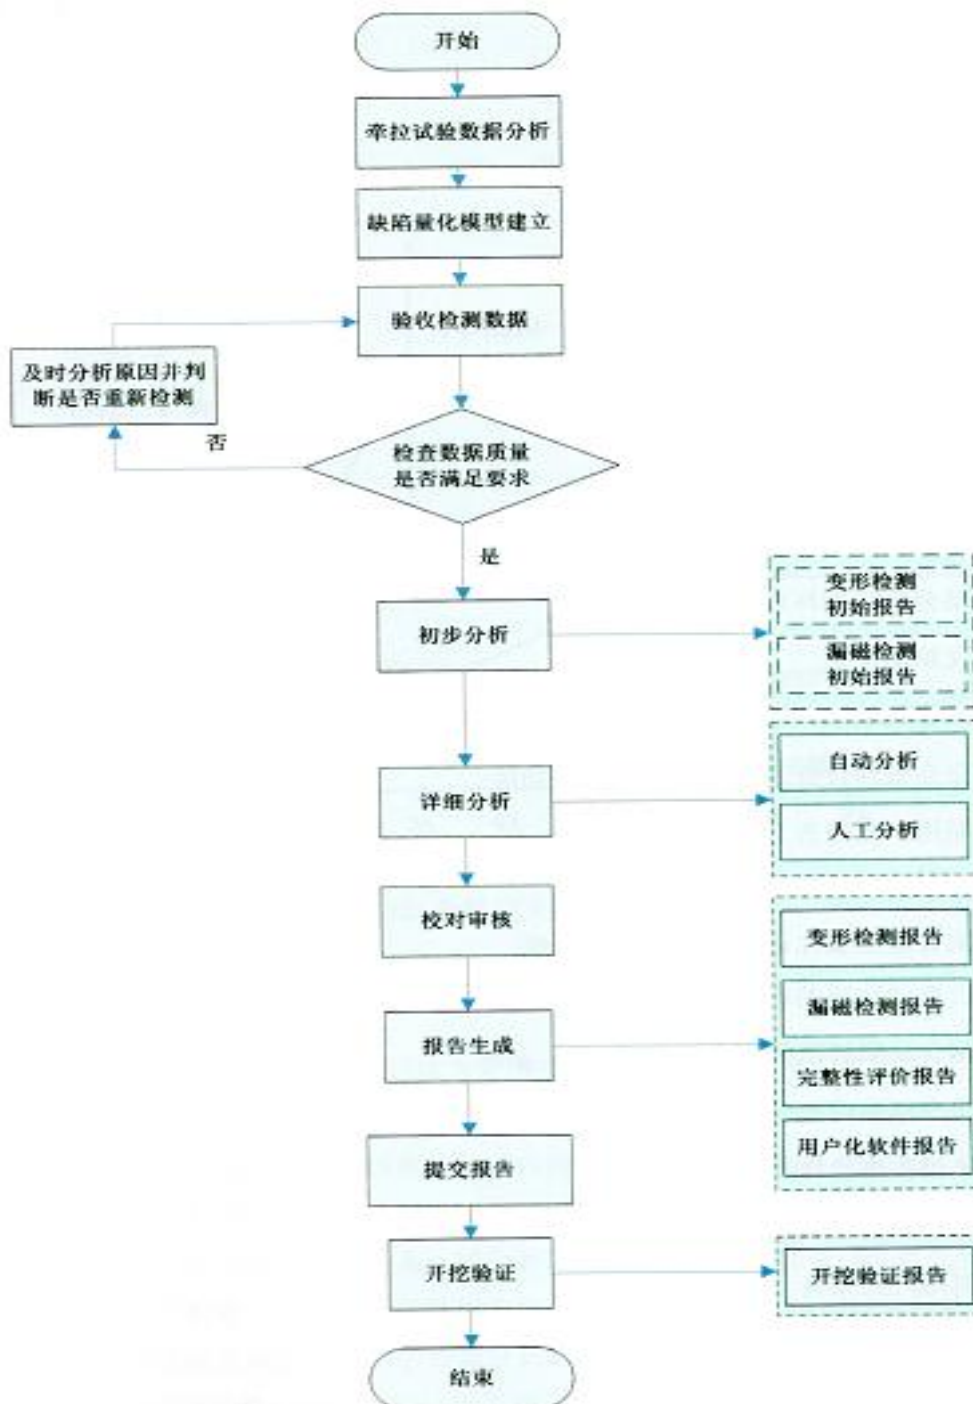 开始
牵拉试验数据分析
缺陷量化模型建立
验收检测数据
及时分析原因并判
断是否重新检测
否
检查数据质量
是否满足要求
是
初步分析
变形检测
初始报告
漏磁检测
初始报告
详细分析
自动分析
人工分析
校对审核
报告生成
变形检测报告
漏磁检测报告
完整性评价报告
用户化软件报告
提交报告
开挖验证
开挖验证报告
结束